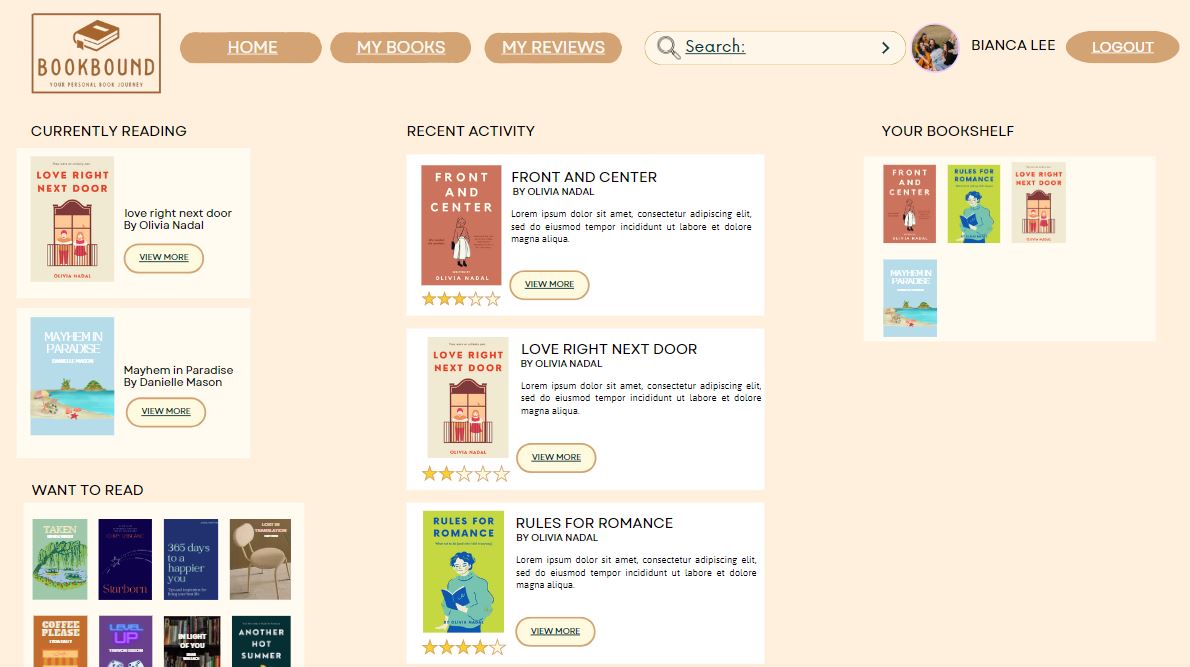 BOOKBOUND
YOUR PERSONAL BOOK JOURNEY
HOME
MY BOOKS
MY REVIEWS
Search:
BIANCA LEE
LOGOUT
CURRENTLY READING
LOVE RIGHT
NEXT DOOR
OLIVIA NADAL
love right next door
By Olivia Nadal
VIEW MORE
MAYHEM IN
PARADISE
DANIELLE MASON
Mayhem in Paradise
By Danielle Mason
VIEW MORE
WANT TO READ
TAKEN
Starborn
365 days
to a
happier
you
LOST IN
TRANSLATION
COFFEE
PLEASE
LEVEL
UP
IN LIGHT
OF YOU
ANOTHER
HOT
SUMMER
RECENT ACTIVITY
FRONT
AND
CENTER
OLIVIA NADAL
FRONT AND CENTER
BY OLIVIA NADAL
Lorem ipsum dolor sit amet, consectetur adipiscing elit,
sed do eiusmod tempor incididunt ut labore et dolore
magna aliqua.
VIEW MORE
LOVE RIGHT
NEXT DOOR
OLIVIA NADAL
LOVE RIGHT NEXT DOOR
BY OLIVIA NADAL
Lorem ipsum dolor sit amet, consectetur adipiscing elit,
sed do eiusmod tempor incididunt ut labore et dolore
magna aliqua.
VIEW MORE
RULES FOR
ROMANCE
BY OLIVIA NADAL
RULES FOR ROMANCE
BY OLIVIA NADAL
Lorem ipsum dolor sit amet, consectetur adipiscing elit,
sed do eiusmod tempor incididunt ut labore et dolore
magna aliqua.
VIEW MORE
YOUR BOOKSHELF
FRONT
AND
CENTER
OLIVIA NADAL
RULES FOR
ROMANCE
LOVE RIGHT
NEXT DOOR
OLIVIA NADAL
MAYHEM IN
PARADISE